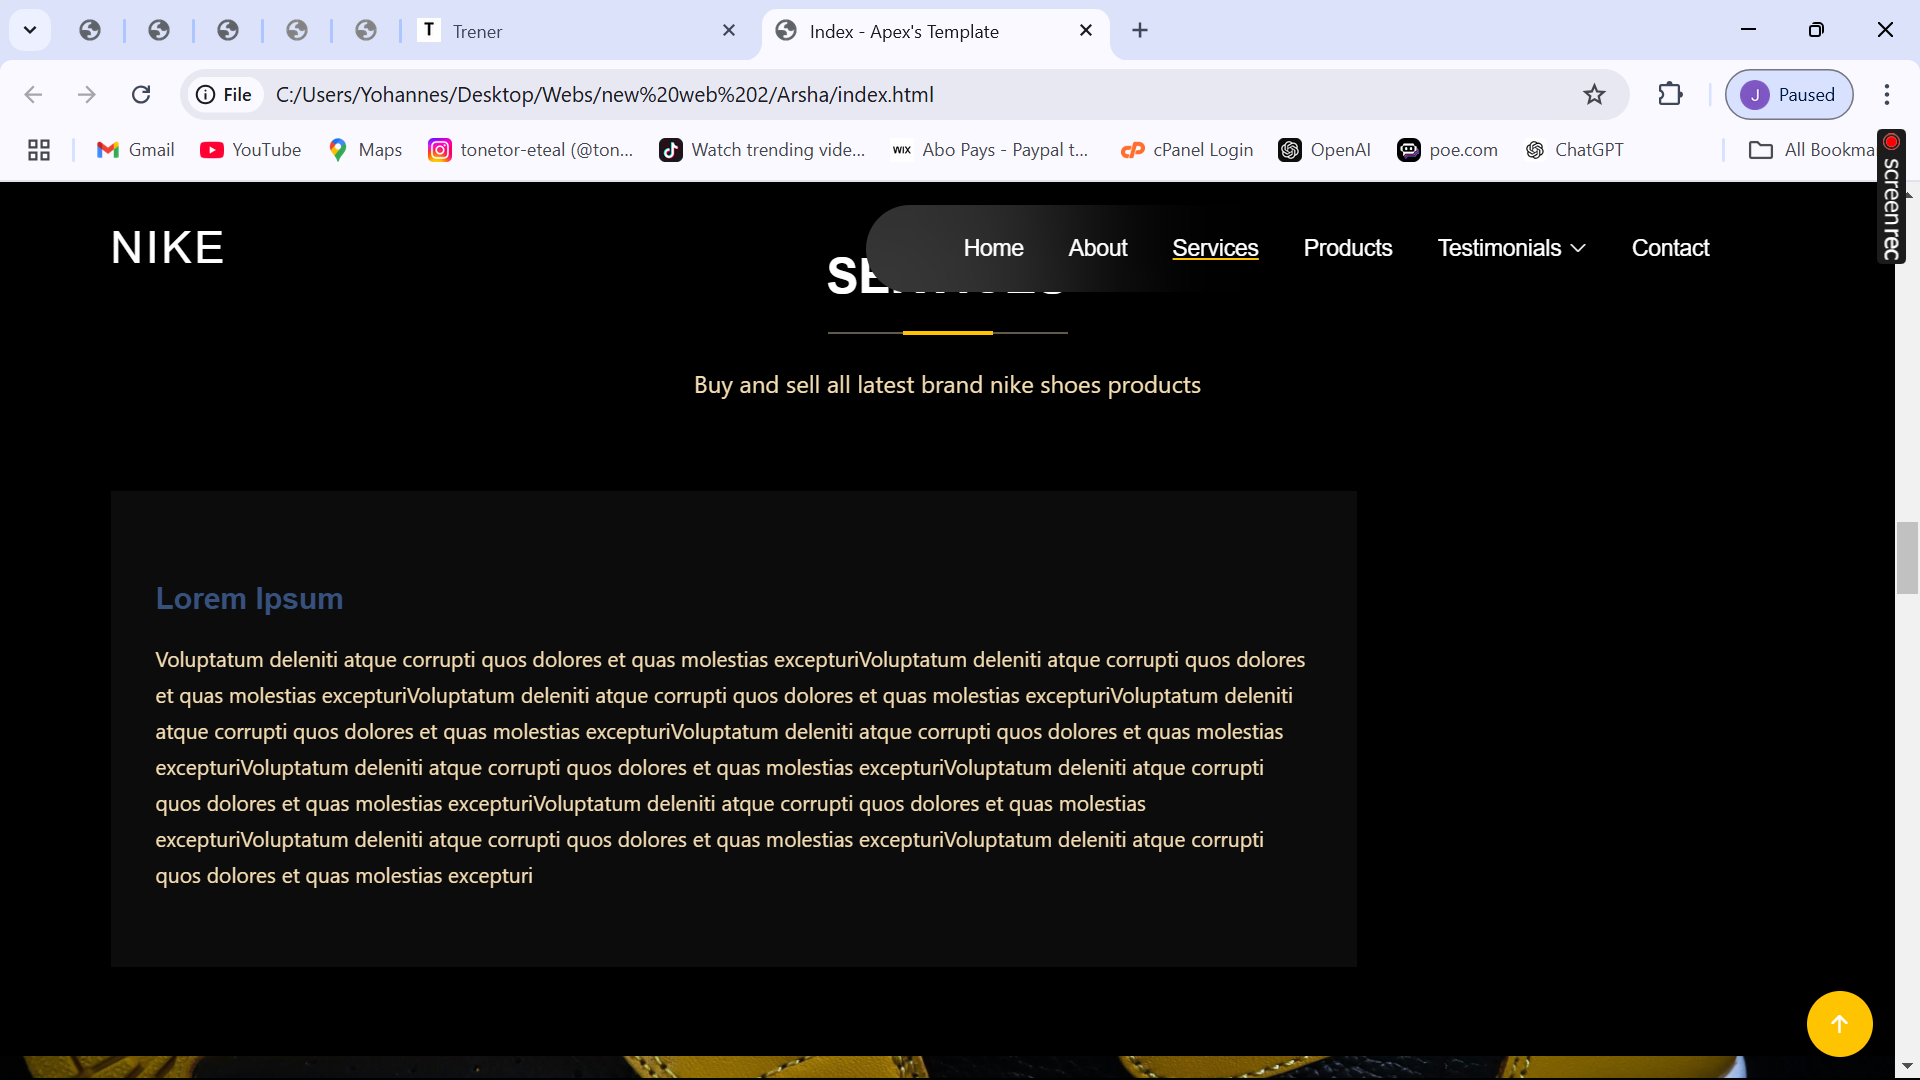 T Trener
Index - Apex's Template
File C:/Users/Yohannes/Desktop/Webs/new%20web%202/Arsha/index.html
J Paused
Gmail YouTube Maps tonetor-eteal (@ton... Watch trending vide... WIX Abo Pays - Paypal t... cP cPanel Login OpenAI poe.com ChatGPT All Bookma
screenrec
NIKE Home About Services Products Testimonials Contact
Buy and sell all latest brand nike shoes products
Lorem Ipsum
Voluptatum deleniti atque corrupti quos dolores et quas molestias excepturiVoluptatum deleniti atque corrupti quos dolores
et quas molestias excepturiVoluptatum deleniti atque corrupti quos dolores et quas molestias excepturiVoluptatum deleniti
atque corrupti quos dolores et quas molestias excepturiVoluptatum deleniti atque corrupti quos dolores et quas molestias
excepturiVoluptatum deleniti atque corrupti quos dolores et quas molestias excepturiVoluptatum deleniti atque corrupti
quos dolores et quas molestias excepturiVoluptatum deleniti atque corrupti quos dolores et quas molestias
excepturiVoluptatum deleniti atque corrupti quos dolores et quas molestias excepturiVoluptatum deleniti atque corrupti
quos dolores et quas molestias excepturi